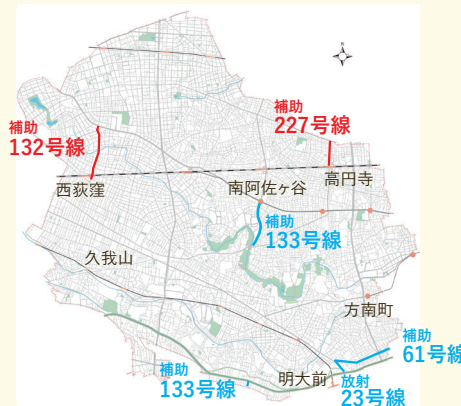 補助
227号線
補助
132号線
西荻窪
南阿佐ヶ谷
高円寺
補助
133号線
久我山
方南町
補助
61号線
補助
133号線
明大前
放射
23号線